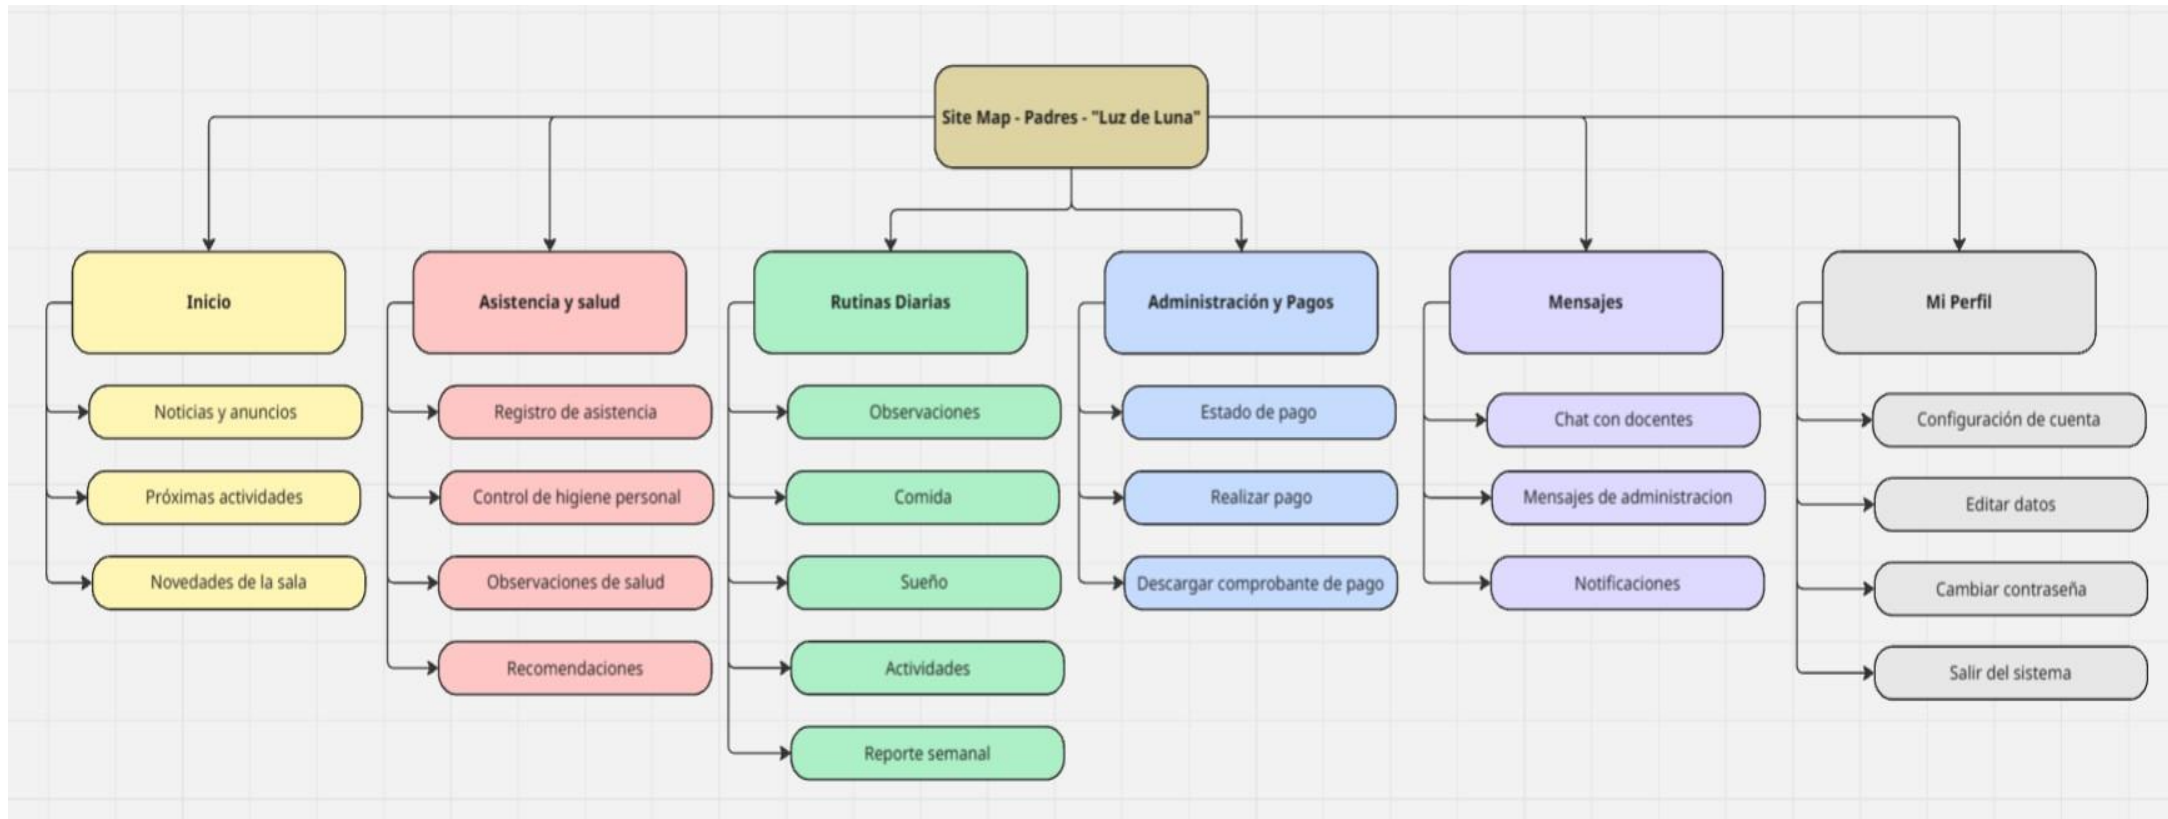 Site Map - Padres - "Luz de Luna"
Inicio
Noticias y anuncios
Próximas actividades
Novedades de la sala
Asistencia y salud
Registro de asistencia
Control de higiene personal
Observaciones de salud
Recomendaciones
Rutinas Diarias
Observaciones
Comida
Sueño
Actividades
Reporte semanal
Administración y Pagos
Estado de pago
Realizar pago
Descargar comprobante de pago
Mensajes
Chat con docentes
Mensajes de administracion
Notificaciones
Mi Perfil
Configuración de cuenta
Editar datos
Cambiar contraseña
Salir del sistema